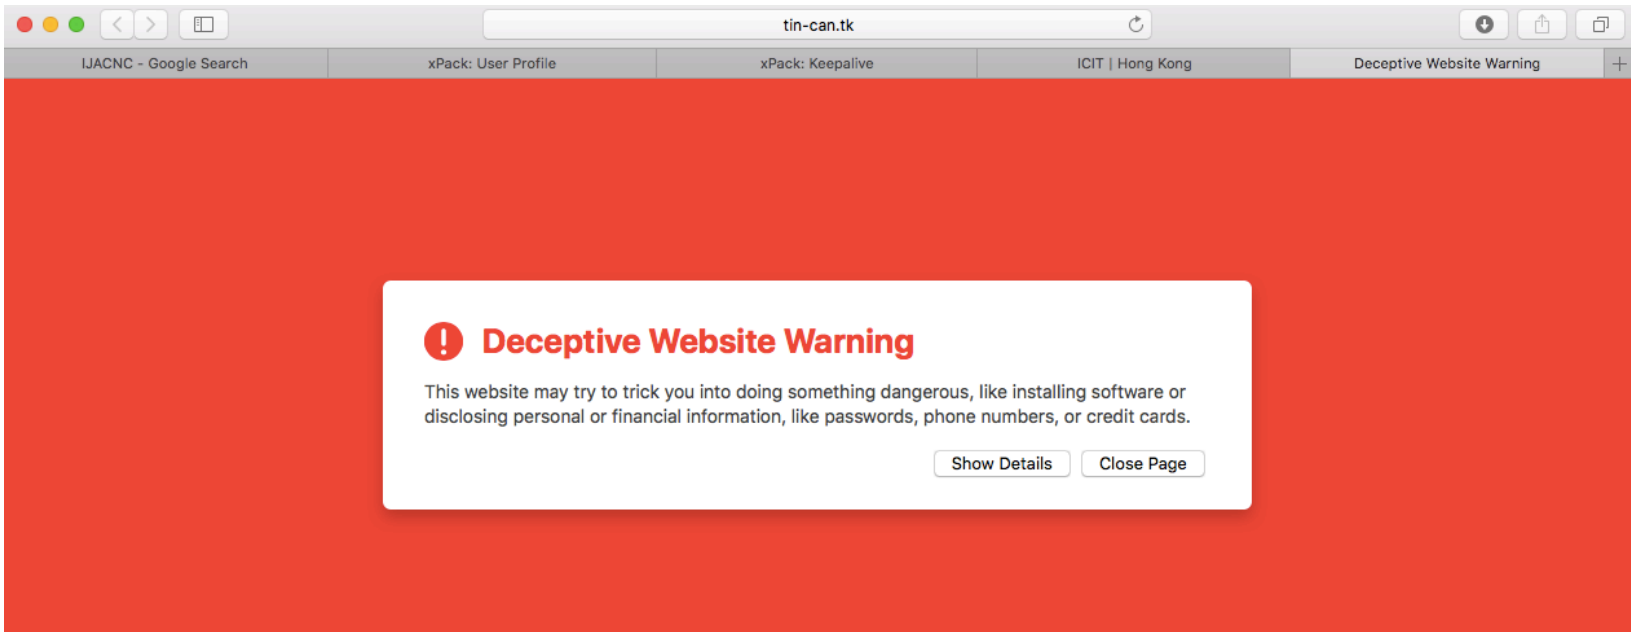 tin-can.tk
IJACNC - Google Search
xPack: User Profile
xPack: Keepalive
ICIT | Hong Kong
Deceptive Website Warning
Deceptive Website Warning
This website may try to trick you into doing something dangerous, like installing software or
disclosing personal or financial information, like passwords, phone numbers, or credit cards.
Show Details
Close Page